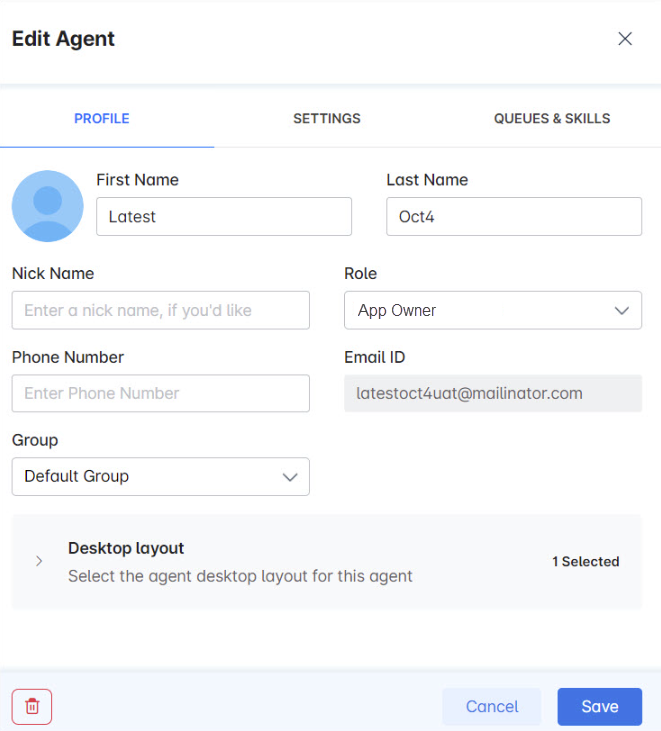 Edit Agent
PROFILE
SETTINGS
QUEUES & SKILLS
First Name
Last Name
Latest
Oct4
Nick Name
Role
Enter a nick name, if you'd like
App Owner
Phone Number
Email ID
Enter Phone Number
latestoct4uat@mailinator.com
Group
Default Group
Desktop layout
Select the agent desktop layout for this agent
1 Selected
Cancel
Save